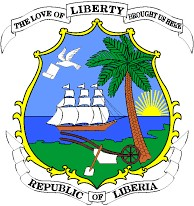 THE LOVE OF LIBERTY BROUGHT US HERE
REPUBLIC OF LIBERIA